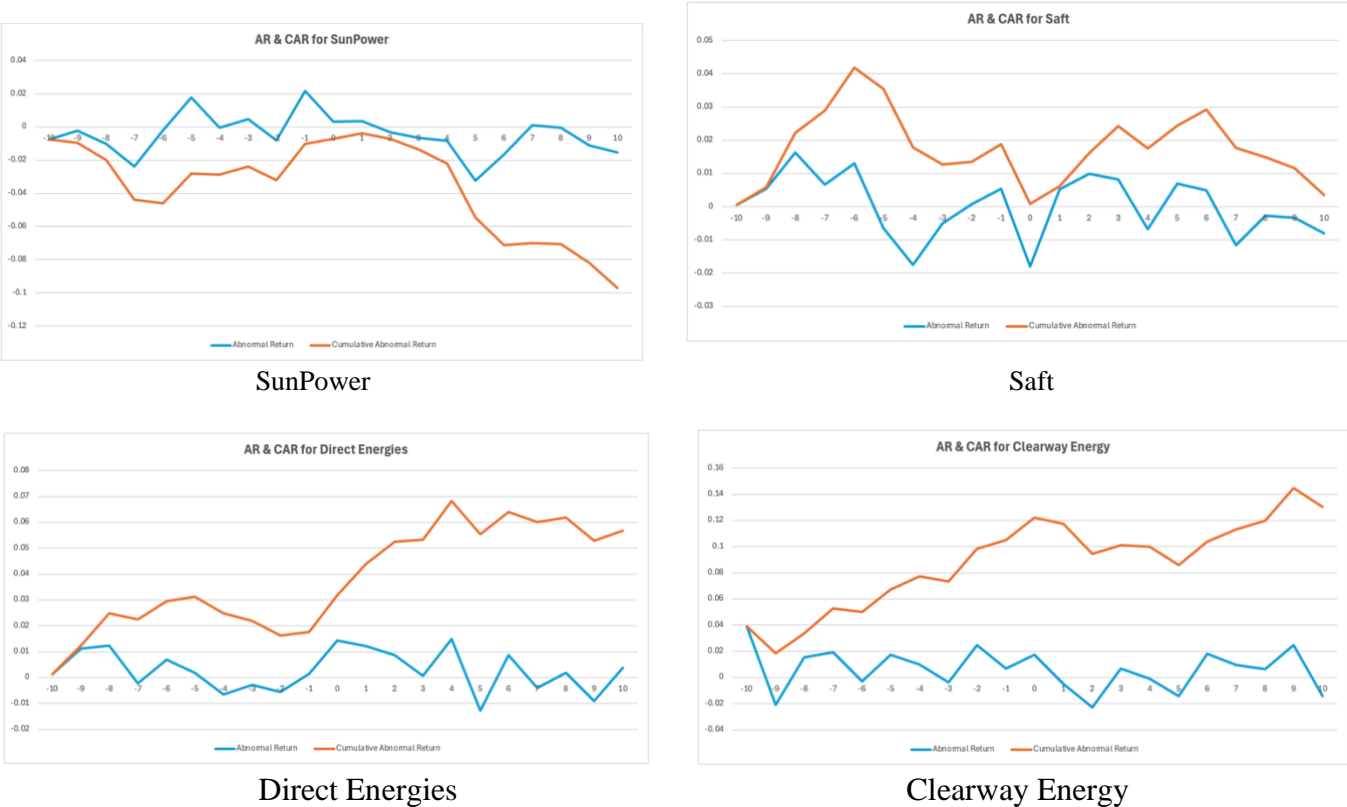 AR & CAR for SunPower
0.04
0.02
0
-0.02
-0.04
-0.06
-0.08
-0.1
-0.12
-10 -9 -8 -7 -6 -5 -4 -3 -2 -1 0 1 2 3 4 5 6 7 8 9 10
Abnormal Return Cumulative Abnormal Return
SunPower
AR & CAR for Saft
0.05
0.04
0.03
0.02
0.01
0
-0.01
-0.02
-0.03
-10 -9 -8 -7 -6 -5 -4 -3 -2 -1 0 1 2 3 4 5 6 7 8 9 10
Abnormal Return Cumulative Abnormal Return
Saft
AR & CAR for Direct Energies
0.08
0.07
0.06
0.05
0.04
0.03
0.02
0.01
0
-0.01
-0.02
-10 -9 -8 -7 -6 -5 -4 -3 -2 -1 0 1 2 3 4 5 6 7 8 9 10
Abnormal Return Cumulative Abnormal Return
Direct Energies
AR & CAR for Clearway Energy
0.16
0.14
0.12
0.1
0.08
0.06
0.04
0.02
0
-0.02
-0.04
-10 -9 -8 -7 -6 -5 -4 -3 -2 -1 0 1 2 3 4 5 6 7 8 9 10
Abnormal Return Cumulative Abnormal Return
Clearway Energy